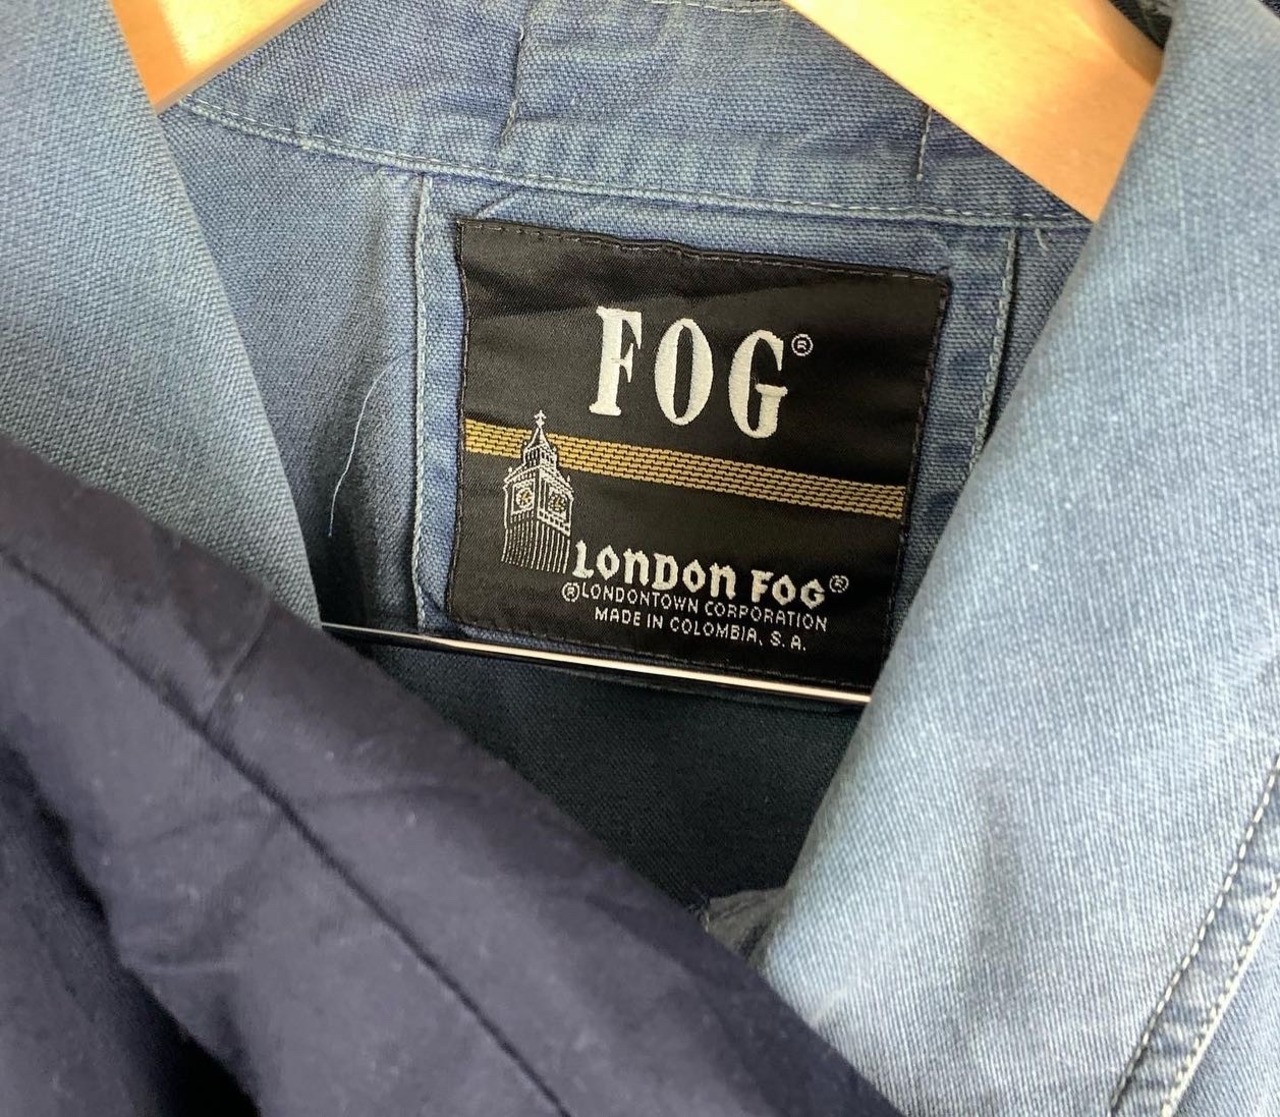 FOG®
LONDON FOG®
®LONDONTOWN CORPORATION
MADE IN COLOMBIA, S.A.